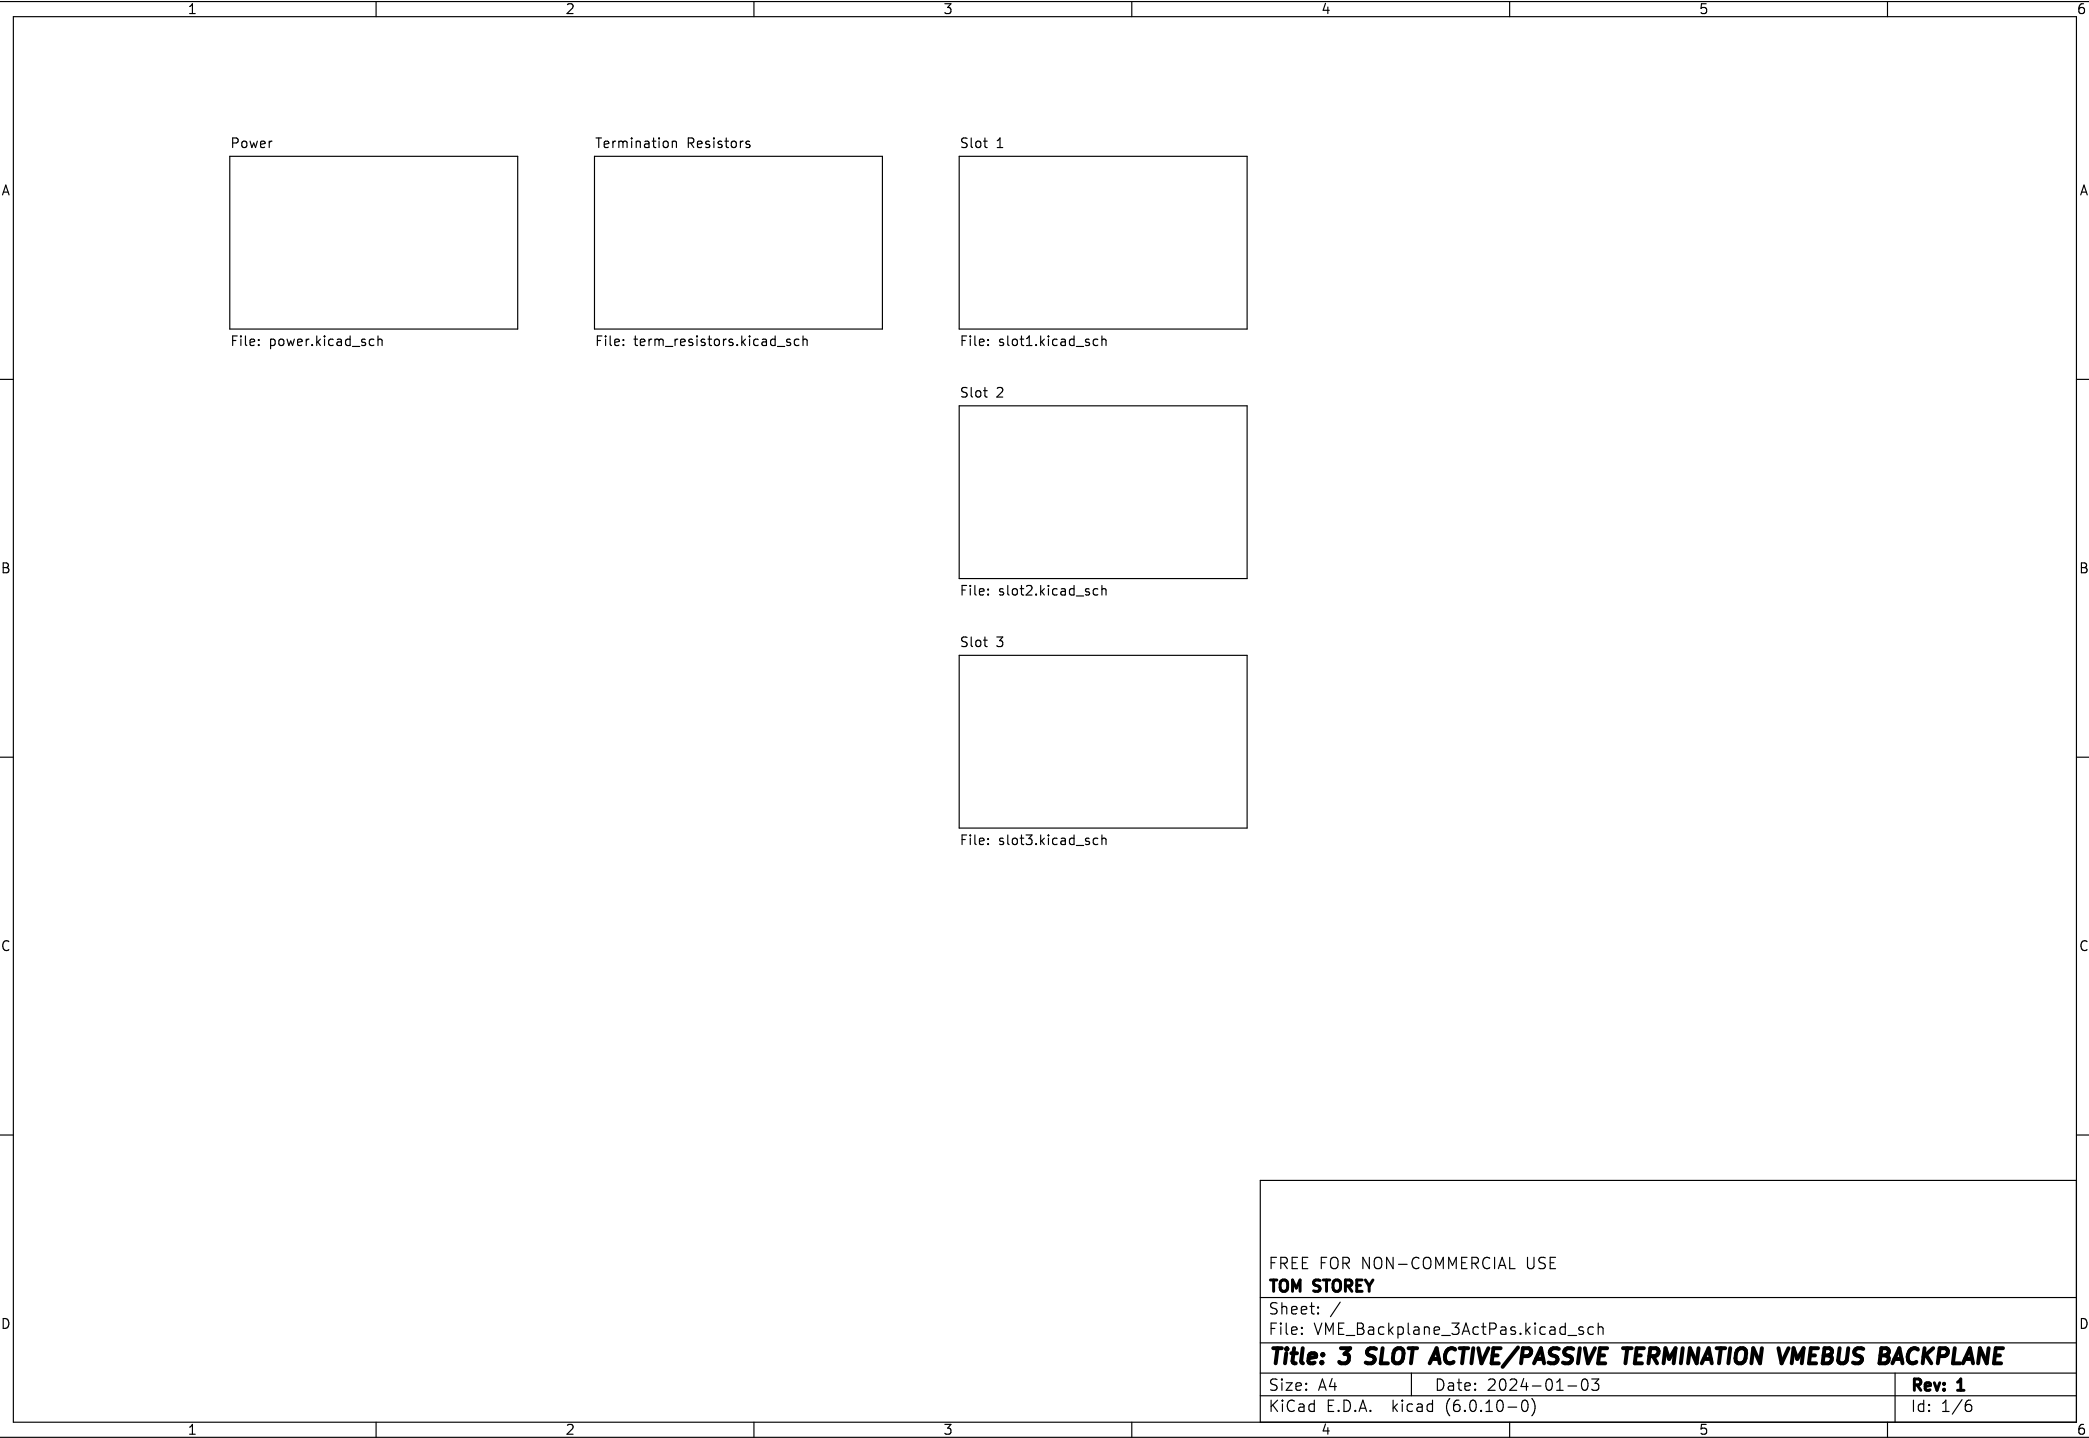 1 2 3 4 5 6
Power
Termination Resistors
Slot 1
A A
File: power.kicad_sch
File: term_resistors.kicad_sch
File: slot1.kicad_sch
Slot 2
B B
File: slot2.kicad_sch
Slot 3
File: slot3.kicad_sch
C C
FREE FOR NON-COMMERCIAL USE
TOM STOREY
Sheet: /
File: VME_Backplane_3ActPas.kicad_sch
D D
Title: 3 SLOT ACTIVE/PASSIVE TERMINATION VMEBUS BACKPLANE
Size: A4 Date: 2024-01-03 Rev: 1
KiCad E.D.A. kicad (6.0.10-0) Id: 1/6
1 2 3 4 5 6